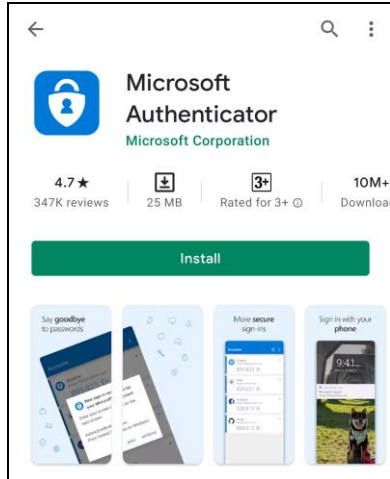 Microsoft
Authenticator
Microsoft Corporation
4.7★
347K reviews
25 MB
3+
Rated for 3+
10M+
Downloa
Install
Say goodbye
to passwords
More secure
sign-ins
Sign in with your
phone
Accounts
9:41